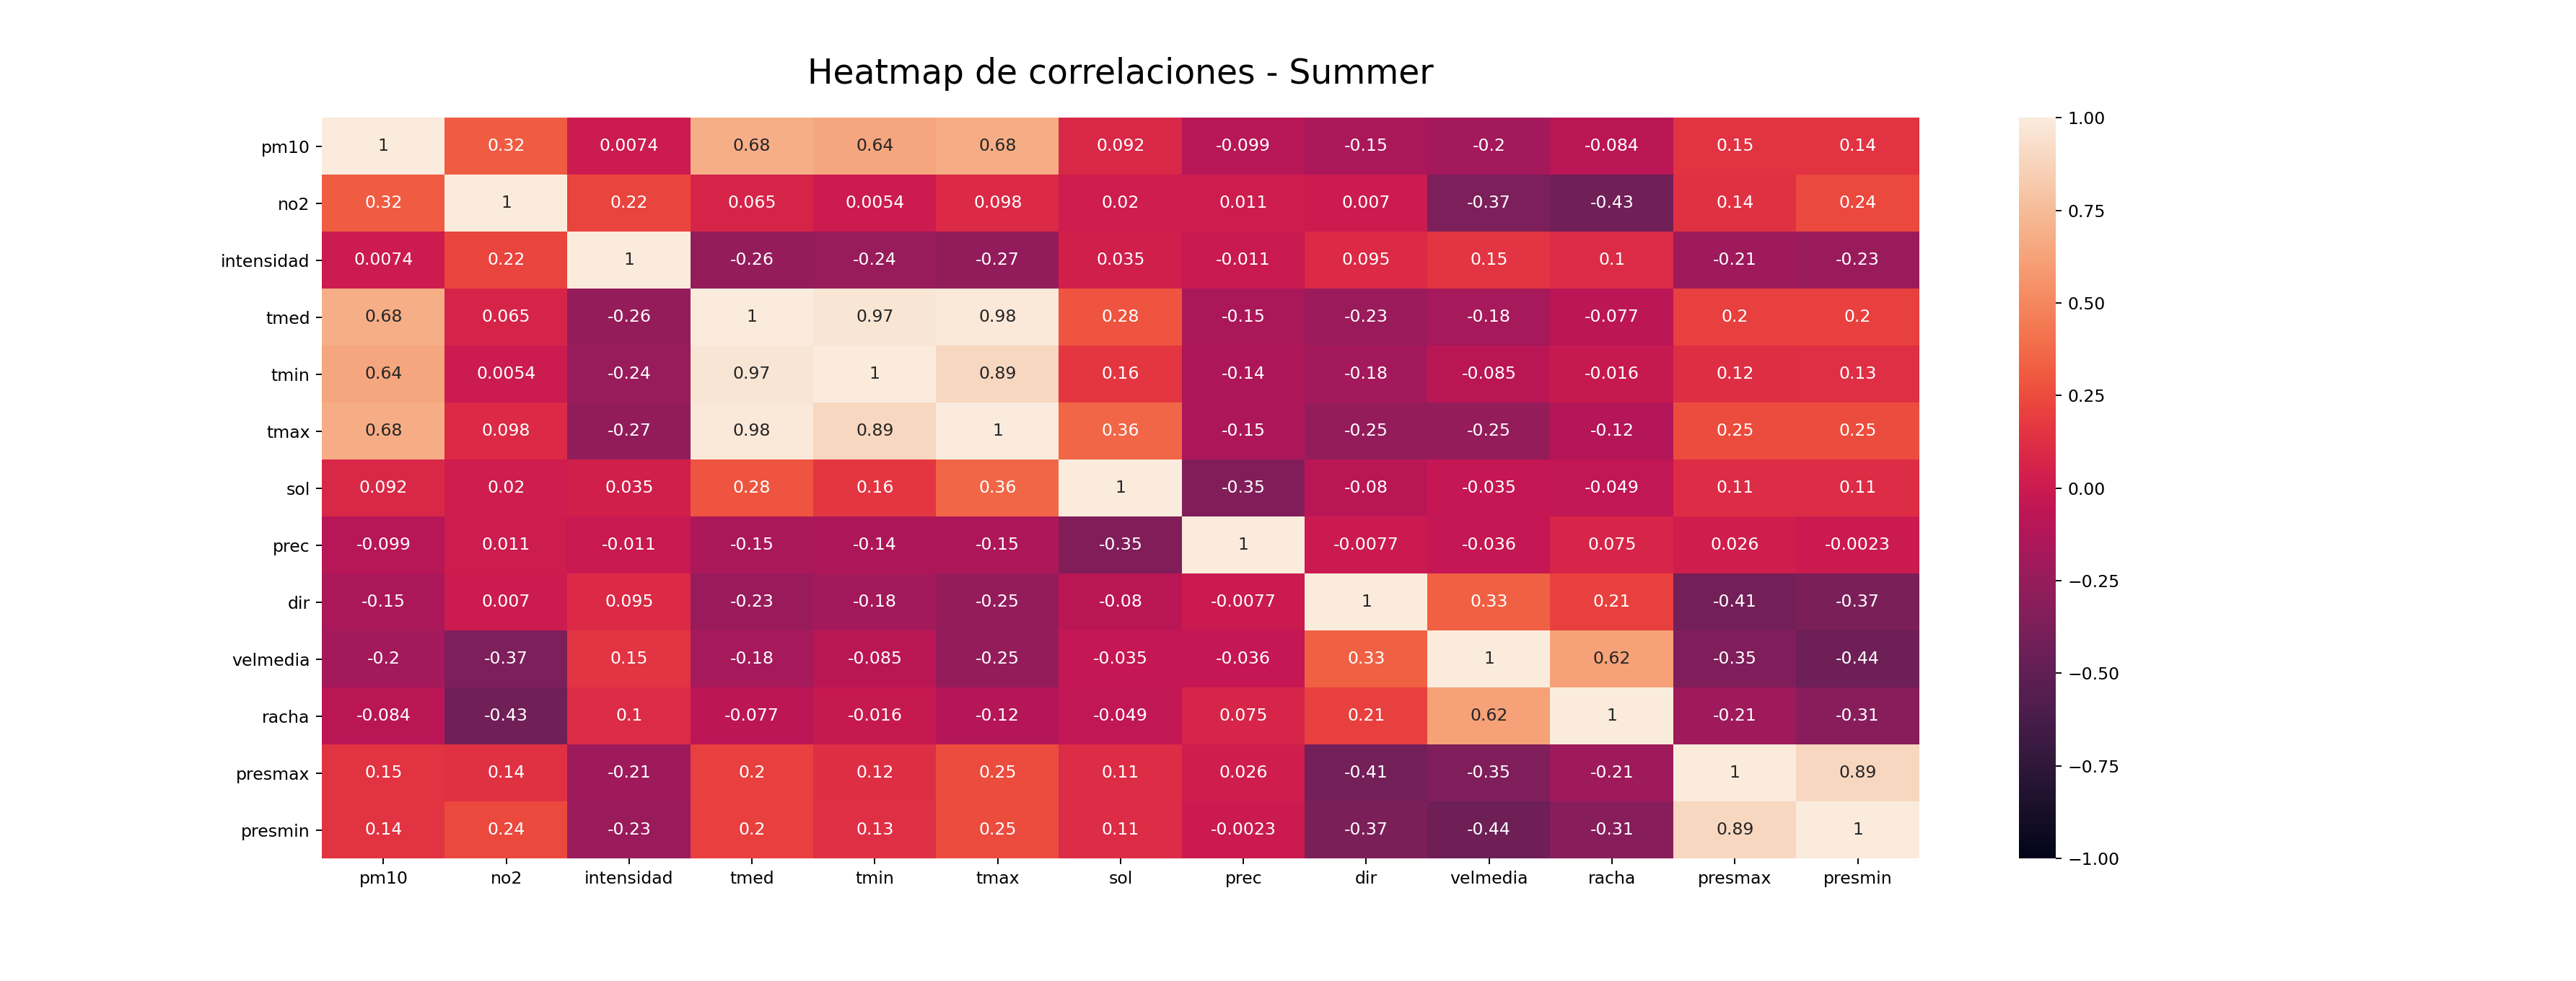 Heatmap de correlaciones - Summer
pm10 1 0.32 0.0074 0.68 0.64 0.68 0.092 -0.099 -0.15 -0.2 -0.084 0.15 0.14
no2 0.32 1 0.22 0.065 0.0054 0.098 0.02 0.011 0.007 -0.37 -0.43 0.14 0.24
intensidad 0.0074 0.22 1 -0.26 -0.24 -0.27 0.035 -0.011 0.095 0.15 0.1 -0.21 -0.23
tmed 0.68 0.065 -0.26 1 0.97 0.98 0.28 -0.15 -0.23 -0.18 -0.077 0.2 0.2
tmin 0.64 0.0054 -0.24 0.97 1 0.89 0.16 -0.14 -0.18 -0.085 -0.016 0.12 0.13
tmax 0.68 0.098 -0.27 0.98 0.89 1 0.36 -0.15 -0.25 -0.25 -0.12 0.25 0.25
sol 0.092 0.02 0.035 0.28 0.16 0.36 1 -0.35 -0.08 -0.035 -0.049 0.11 0.11
prec -0.099 0.011 -0.011 -0.15 -0.14 -0.15 -0.35 1 -0.0077 -0.036 0.075 0.026 -0.0023
dir -0.15 0.007 0.095 -0.23 -0.18 -0.25 -0.08 -0.0077 1 0.33 0.21 -0.41 -0.37
velmedia -0.2 -0.37 0.15 -0.18 -0.085 -0.25 -0.035 -0.036 0.33 1 0.62 -0.35 -0.44
racha -0.084 -0.43 0.1 -0.077 -0.016 -0.12 -0.049 0.075 0.21 0.62 1 -0.21 -0.31
presmax 0.15 0.14 -0.21 0.2 0.12 0.25 0.11 0.026 -0.41 -0.35 -0.21 1 0.89
presmin 0.14 0.24 -0.23 0.2 0.13 0.25 0.11 -0.0023 -0.37 -0.44 -0.31 0.89 1
pm10 no2 intensidad tmed tmin tmax sol prec dir velmedia racha presmax presmin
1.00
0.75
0.50
0.25
0.00
−0.25
−0.50
−0.75
−1.00